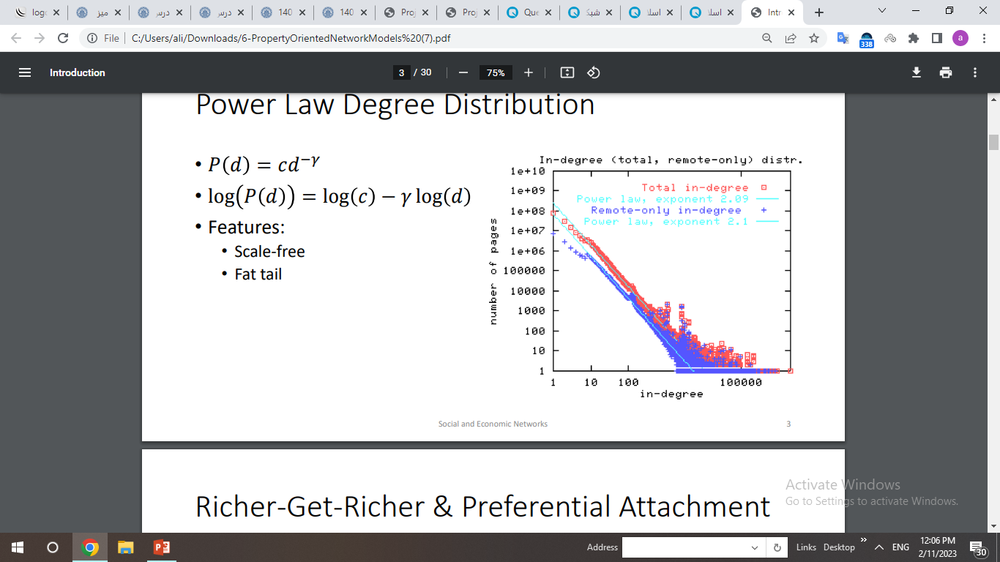 logo
میز
درس
درس
140
140
Proj
Proj
Que
شبک
اسلا
اسلا
Intr
File
C:/Users/ali/Downloads/6-PropertyOrientedNetworkModels%20(7).pdf
338
a
Introduction
3 / 30
75%
Power Law Degree Distribution
• P(d) = cd^−γ
• log(P(d)) = log(c) − γ log(d)
• Features:
• Scale-free
• Fat tail
In-degree (total, remote-only) distr.
Total in-degree
Power law, exponent 2.09
Remote-only in-degree
Power law, exponent 2.1
number of pages
1e+10
1e+09
1e+08
1e+07
1e+06
100000
10000
1000
100
10
1
1 10 100 100000
in-degree
Social and Economic Networks
3
Richer-Get-Richer & Preferential Attachment
Activate Windows
Go to Settings to activate Windows.
Address
Links
Desktop
ENG
12:06 PM
2/11/2023
30